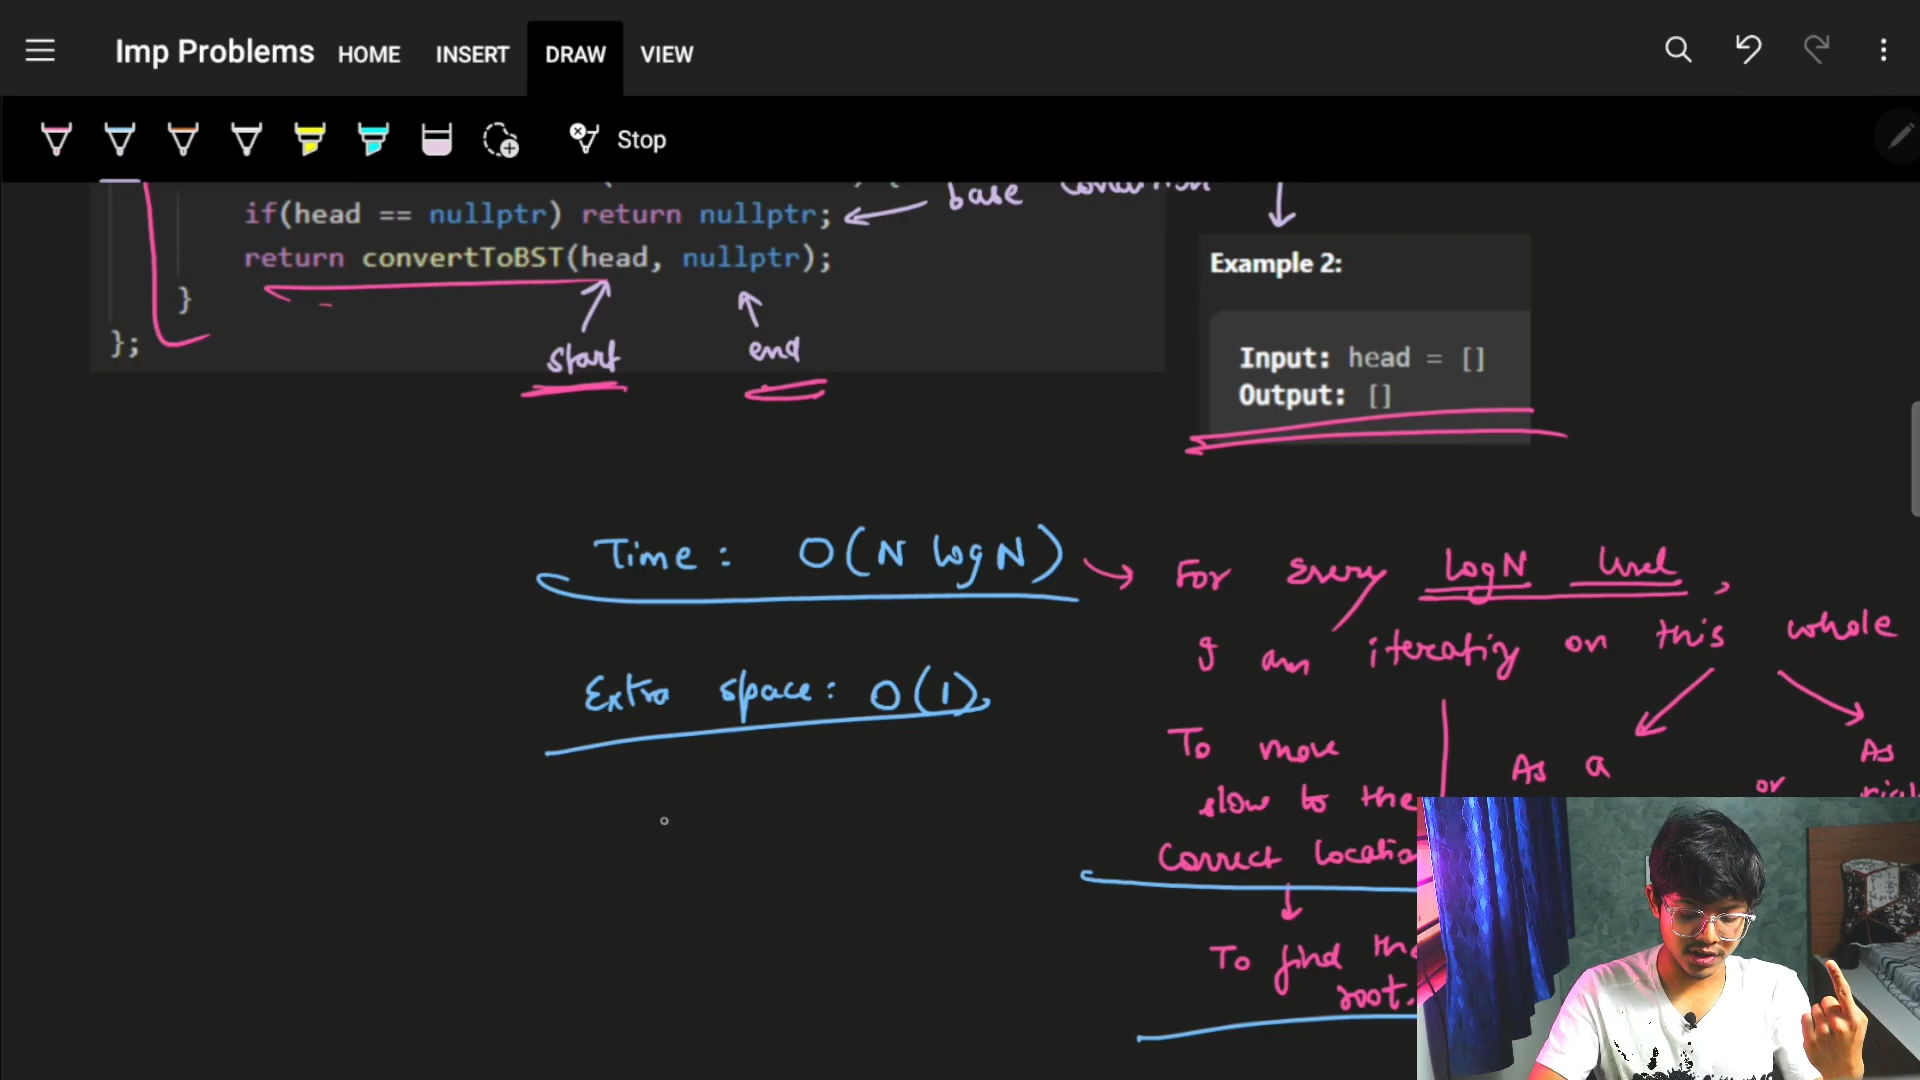 Imp Problems HOME INSERT DRAW VIEW
Stop
base
if(head == nullptr) return nullptr;
return convertToBST(head, nullptr);
}
};
start end
Example 2:
Input: head = []
Output: []
Time : O(N logN)
Extra space: O(1)
For Every logN level,
I am iterating on this whole
To move
slow to the
correct
To find the
root.
As a
or
As